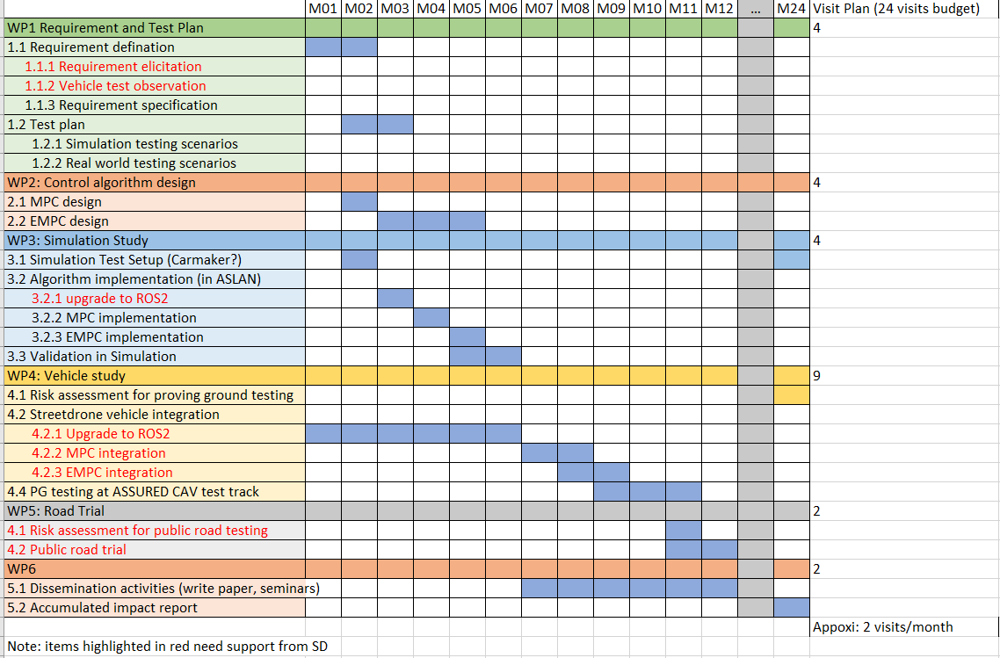 M01 M02 M03 M04 M05 M06 M07 M08 M09 M10 M11 M12 ... M24 Visit Plan (24 visits budget)
WP1 Requirement and Test Plan 4
1.1 Requirement defination
1.1.1 Requirement elicitation
1.1.2 Vehicle test observation
1.1.3 Requirement specification
1.2 Test plan
1.2.1 Simulation testing scenarios
1.2.2 Real world testing scenarios
WP2: Control algorithm design 4
2.1 MPC design
2.2 EMPC design
WP3: Simulation Study 4
3.1 Simulation Test Setup (Carmaker?)
3.2 Algorithm implementation (in ASLAN)
3.2.1 upgrade to ROS2
3.2.2 MPC implementation
3.2.3 EMPC implementation
3.3 Validation in Simulation
WP4: Vehicle study 9
4.1 Risk assessment for proving ground testing
4.2 Streetdrone vehicle integration
4.2.1 Upgrade to ROS2
4.2.2 MPC integration
4.2.3 EMPC integration
4.4 PG testing at ASSURED CAV test track
WP5: Road Trial 2
4.1 Risk assessment for public road testing
4.2 Public road trial
WP6 2
5.1 Dissemination activities (write paper, seminars)
5.2 Accumulated impact report
Appoxi: 2 visits/month
Note: items highlighted in red need support from SD